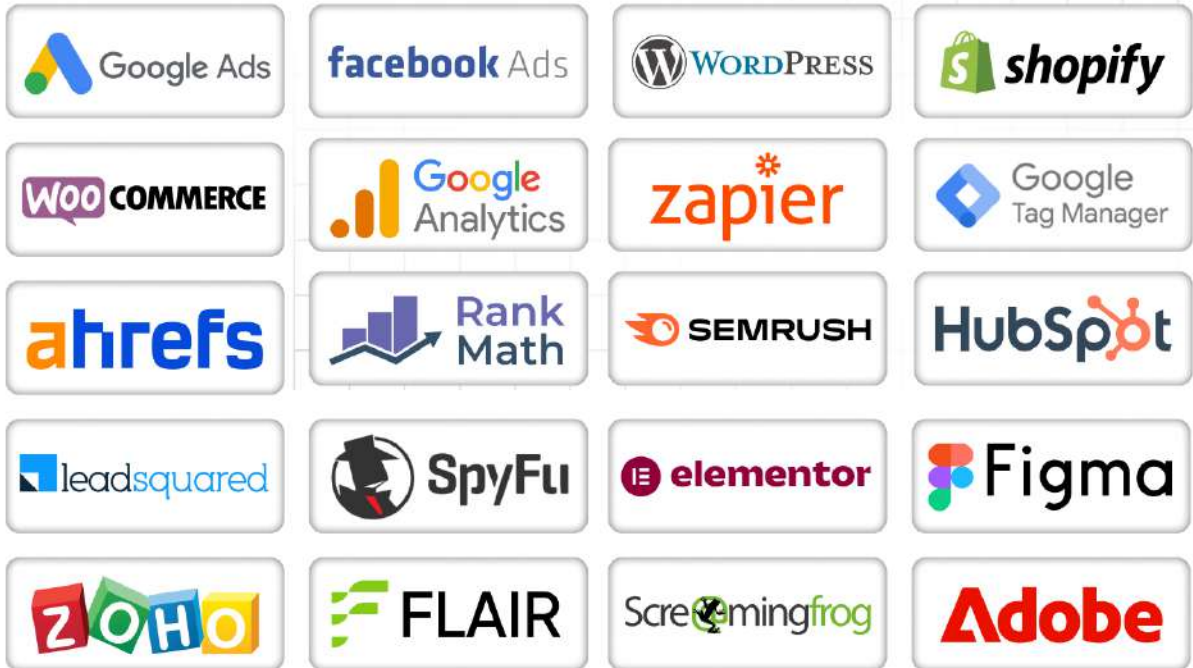 Google Ads
facebook Ads
WORDPRESS
shopify
WOO COMMERCE
Google
Analytics
zapier
Google
Tag Manager
ahrefs
Rank
Math
SEMRUSH
HubSpot
leadsquared
SpyFu
elementor
Figma
ZOHO
FLAIR
Screamingfrog
Adobe